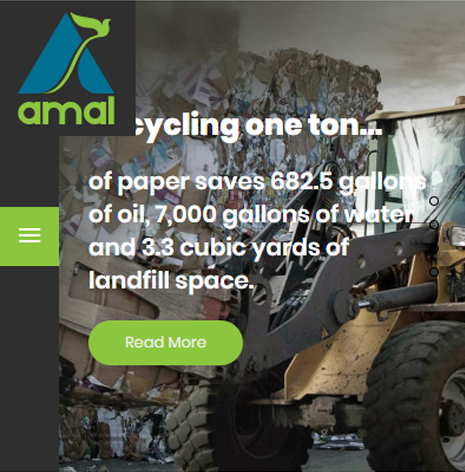 amal
cycling one ton...
of paper saves 682.5 gallons
of oil, 7,000 gallons of water
and 3.3 cubic yards of
landfill space.
Read More